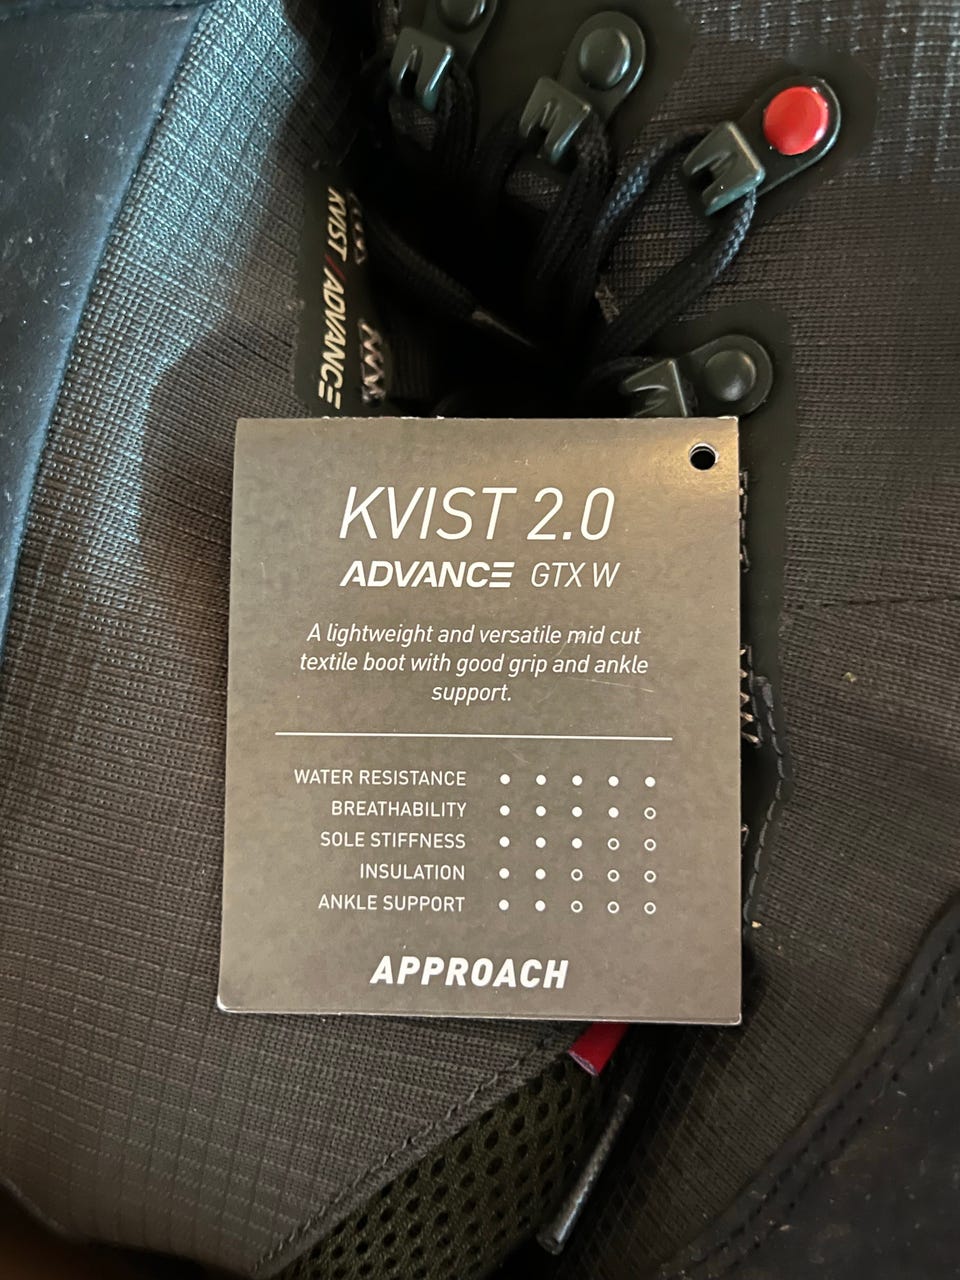 KVIST//ADVANCE
KVIST 2.0
ADVANCE GTX W
A lightweight and versatile mid cut
textile boot with good grip and ankle
support.
WATER RESISTANCE
BREATHABILITY
SOLE STIFFNESS
INSULATION
ANKLE SUPPORT
APPROACH